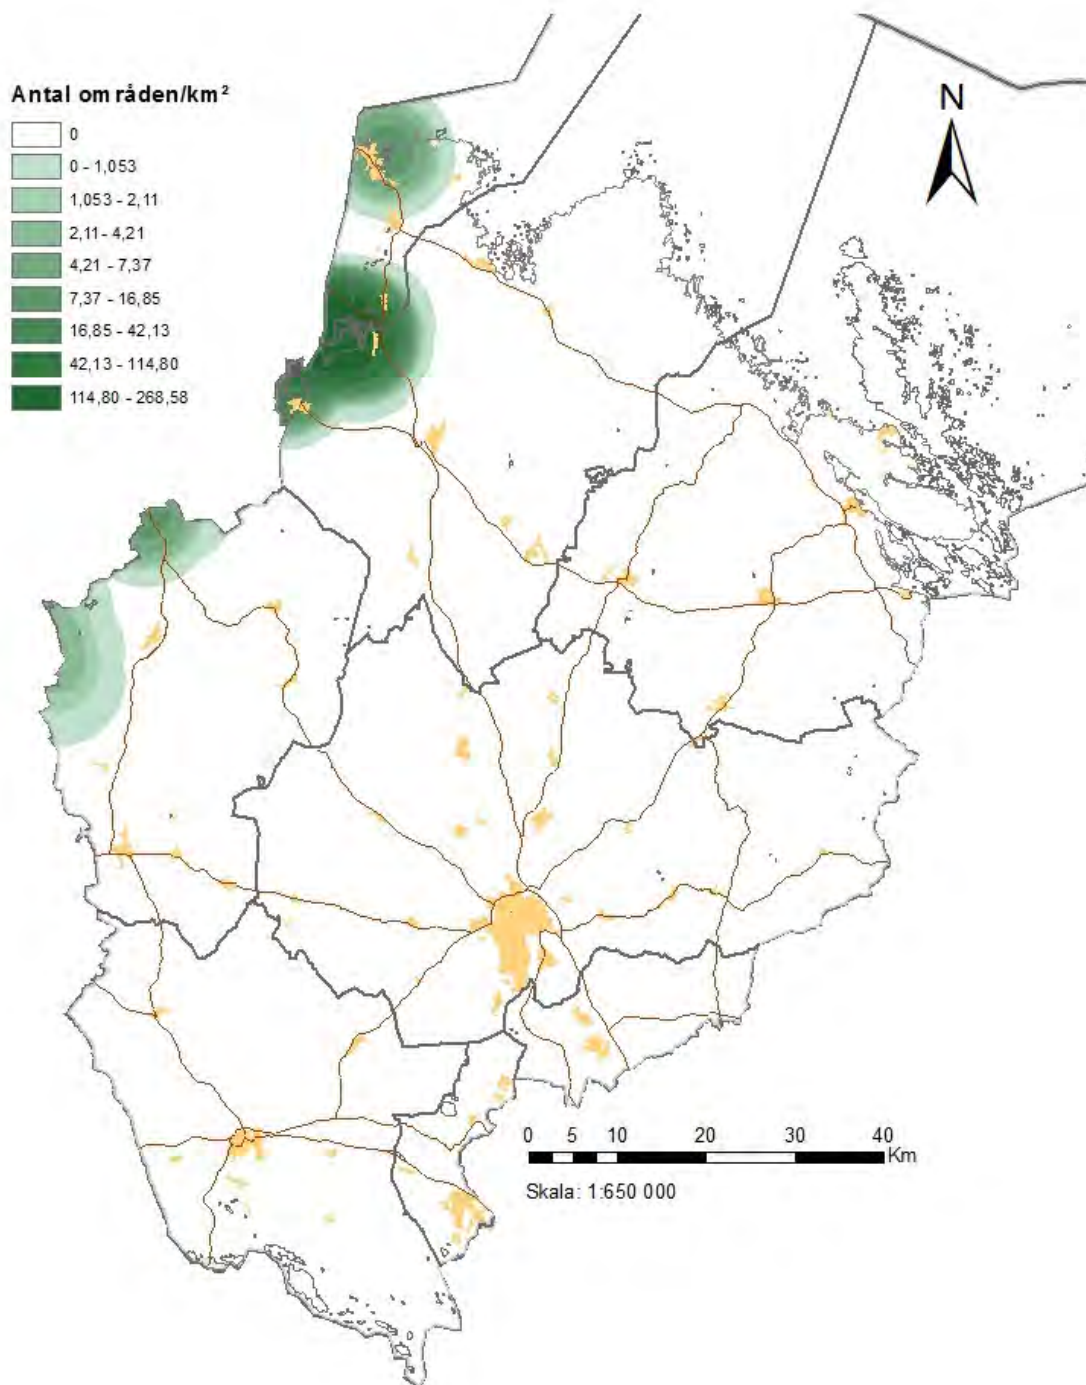 Antal områden/km²
0
0 - 1,053
1,053 - 2,11
2,11 - 4,21
4,21 - 7,37
7,37 - 16,85
16,85 - 42,13
42,13 - 114,80
114,80 - 268,58
N
0 5 10 20 30 40
Km
Skala: 1:650 000